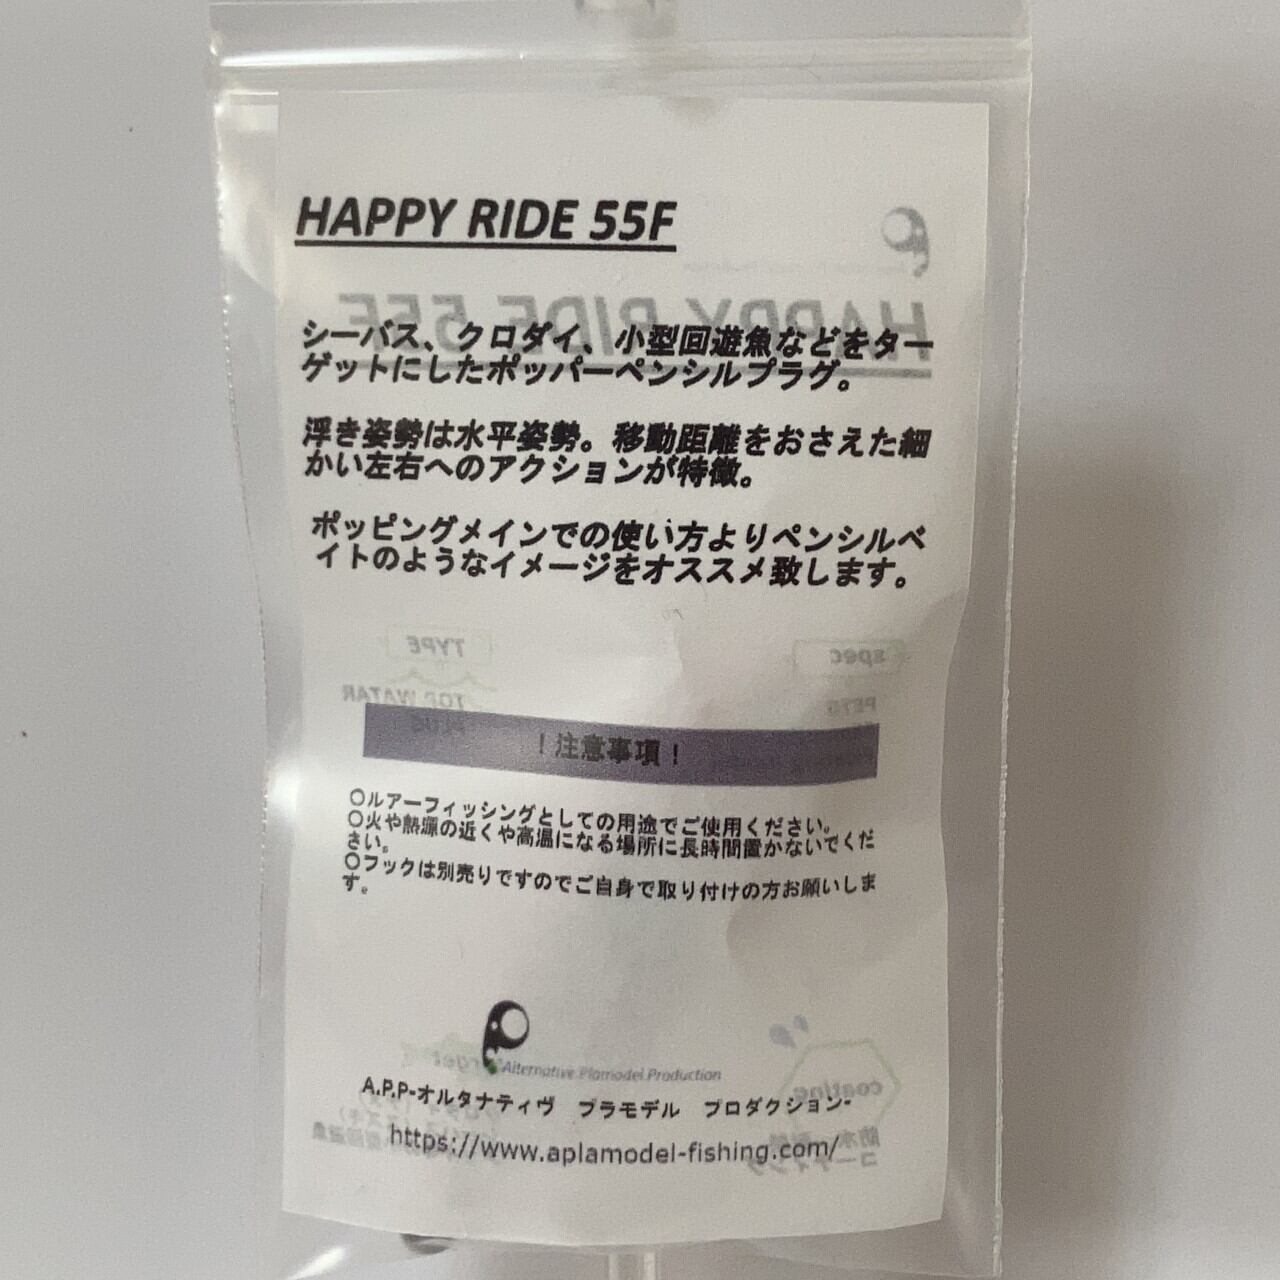 HAPPY RIDE 55F
シーバス、クロダイ、小型回遊魚などをター
ゲットにしたポッパーペンシルプラグ。
浮き姿勢は水平姿勢。移動距離をおさえた細
かい左右へのアクションが特徴。
ポッピングメインでの使い方よりペンシルベ
イトのようなイメージをオススメ致します。
spec
TYPE
TOP WATAR
PLUG
！注意事項！
〇ルアーフィッシングとしての用途でご使用ください。
〇火や熱源の近くや高温になる場所に長時間置かないでくだ
さい。
〇フックは別売りですのでご自身で取り付けの方お願いしま
す。
Alternative Plamodel Production
A.P.P-オルタナティヴ　プラモデル　プロダクション-
https://www.aplamodel-fishing.com/
coating
HAPPY RIDE 55F